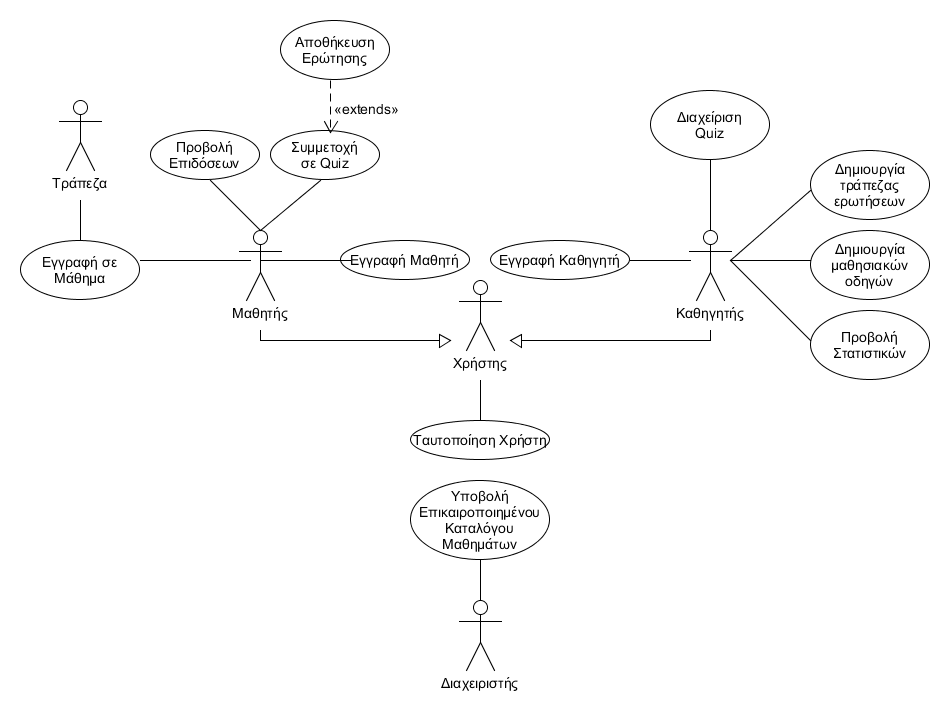 Αποθήκευση
Ερώτησης
«extends»
Τράπεζα
Προβολή
Επιδόσεων
Συμμετοχή
σε Quiz
Διαχείριση
Quiz
Δημιουργία
τράπεζας
ερωτήσεων
Εγγραφή σε
Μάθημα
Εγγραφή Μαθητή
Εγγραφή Καθηγητή
Δημιουργία
μαθησιακών
οδηγών
Μαθητής
Καθηγητής
Προβολή
Στατιστικών
Χρήστης
Ταυτοποίηση Χρήστη
Υποβολή
Επικαιροποιημένου
Καταλόγου
Μαθημάτων
Διαχειριστής